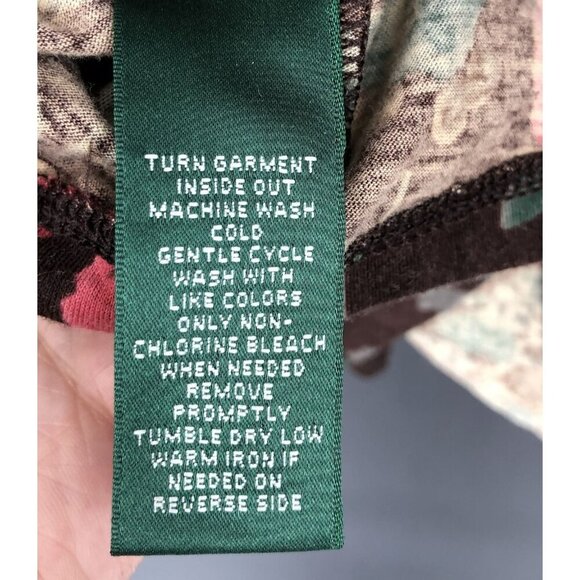 TURN GARMENT
INSIDE OUT
MACHINE WASH
COLD
GENTLE CYCLE
WASH WITH
LIKE COLORS
ONLY NON-
CHLORINE BLEACH
WHEN NEEDED
REMOVE
PROMPTLY
TUMBLE DRY LOW
WARM IRON IF
NEEDED ON
REVERSE SIDE